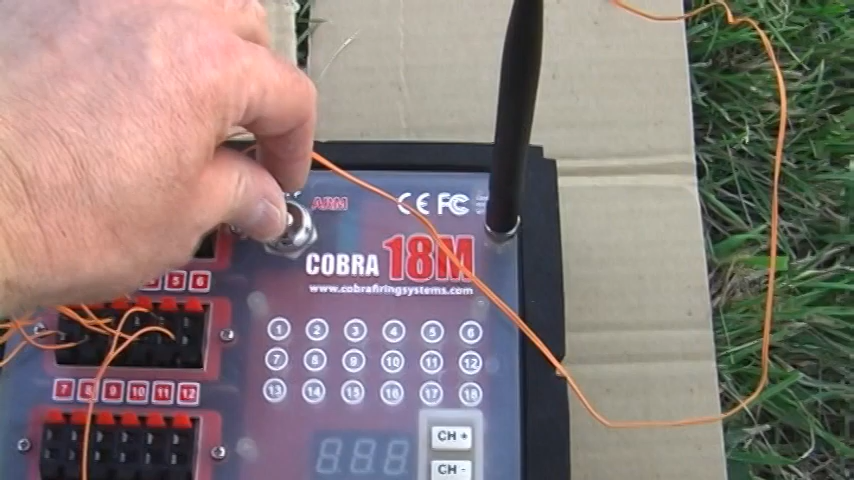 ARM
CE FC
COBRA 18M
www.cobrafiringsystems.com
5 6
1 2 3 4 5 6
7 8 9 10 11 12
13 14 15 16 17 18
7 8 9 10 11 12
CH +
CH -